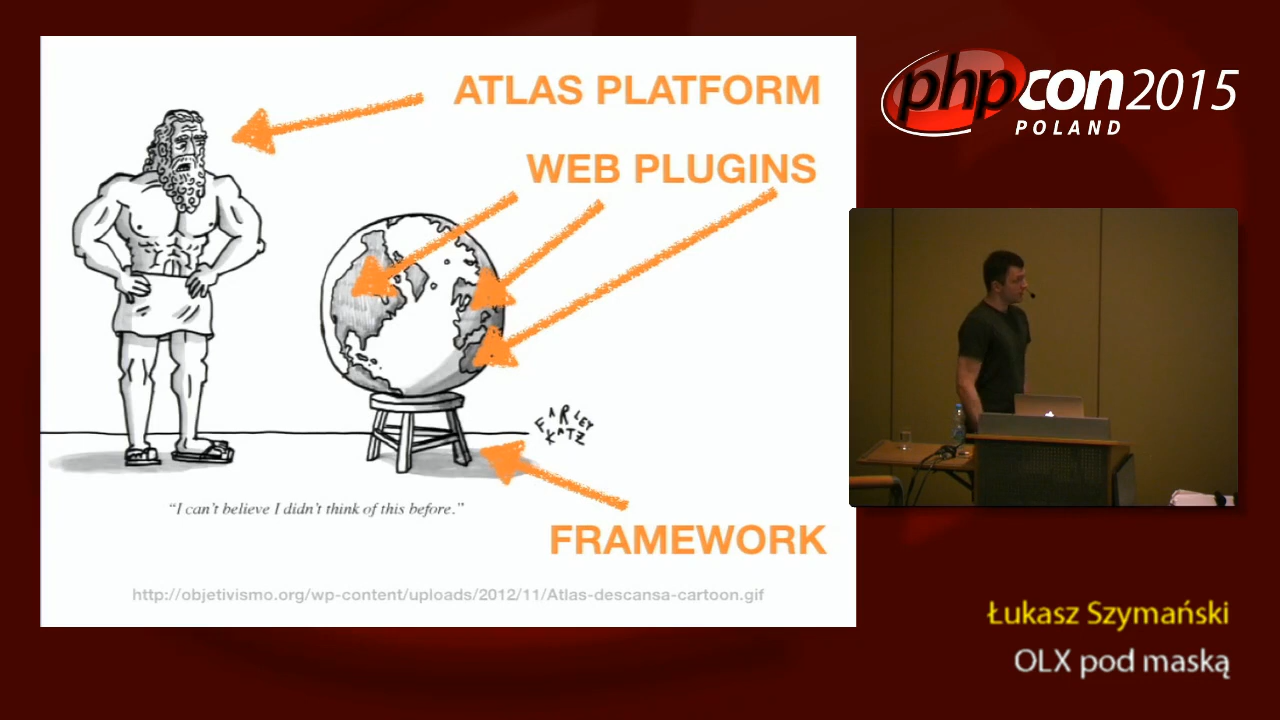 ATLAS PLATFORM
WEB PLUGINS
FARLEY
KATZ
"I can't believe I didn't think of this before."
FRAMEWORK
http://objetivismo.org/wp-content/uploads/2012/11/Atlas-descansa-cartoon.gif
phpcon2015
POLAND
Łukasz Szymański
OLX pod maską